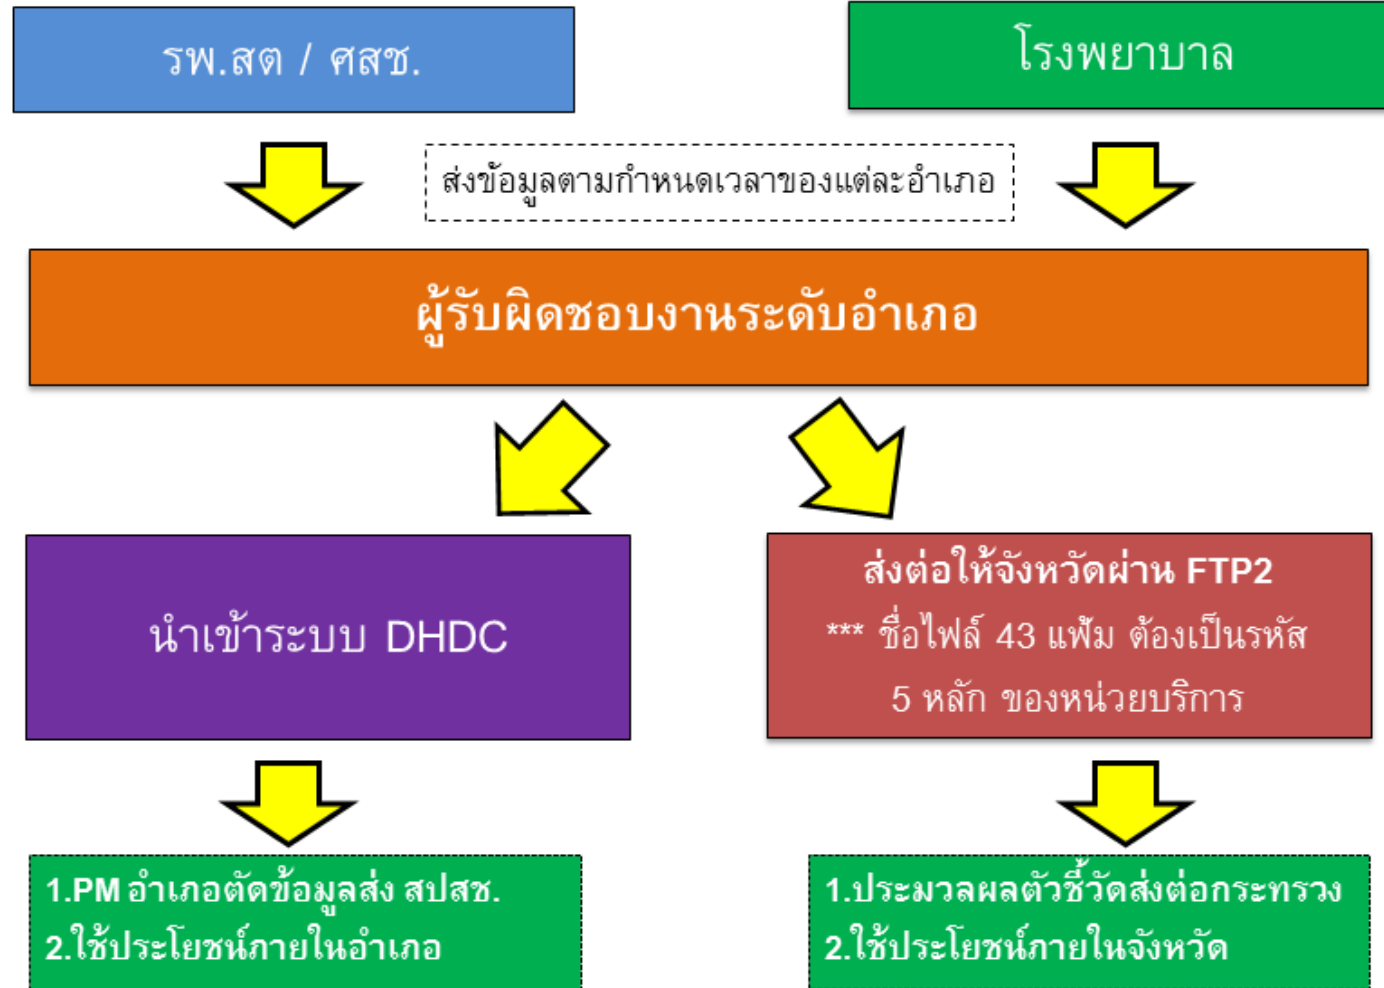 รพ.สต / ศสช.
โรงพยาบาล
ส่งข้อมูลตามกำหนดเวลาของแต่ละอำเภอ
ผู้รับผิดชอบงานระดับอำเภอ
นำเข้าระบบ DHDC
ส่งต่อให้จังหวัดผ่าน FTP2
*** ชื่อไฟล์ 43 แฟ้ม ต้องเป็นรหัส
5 หลัก ของหน่วยบริการ
1.PM อำเภอตัดข้อมูลส่ง สปสช.
2.ใช้ประโยชน์ภายในอำเภอ
1.ประมวลผลตัวชี้วัดส่งต่อกระทรวง
2.ใช้ประโยชน์ภายในจังหวัด